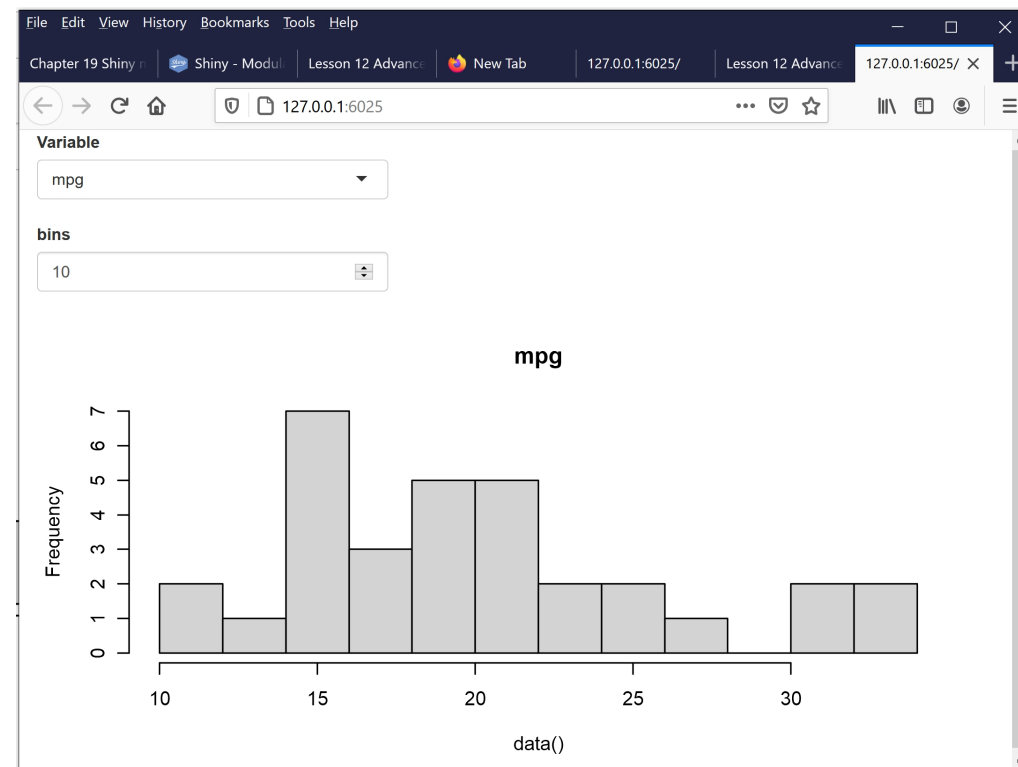 File Edit View History Bookmarks Tools Help
Chapter 19 Shiny n Shiny - Modul Lesson 12 Advance New Tab 127.0.0.1:6025/ Lesson 12 Advance 127.0.0.1:6025/
127.0.0.1:6025
Variable
mpg
bins
10
mpg
Frequency
7
6
5
4
3
2
1
0
10 15 20 25 30
data()